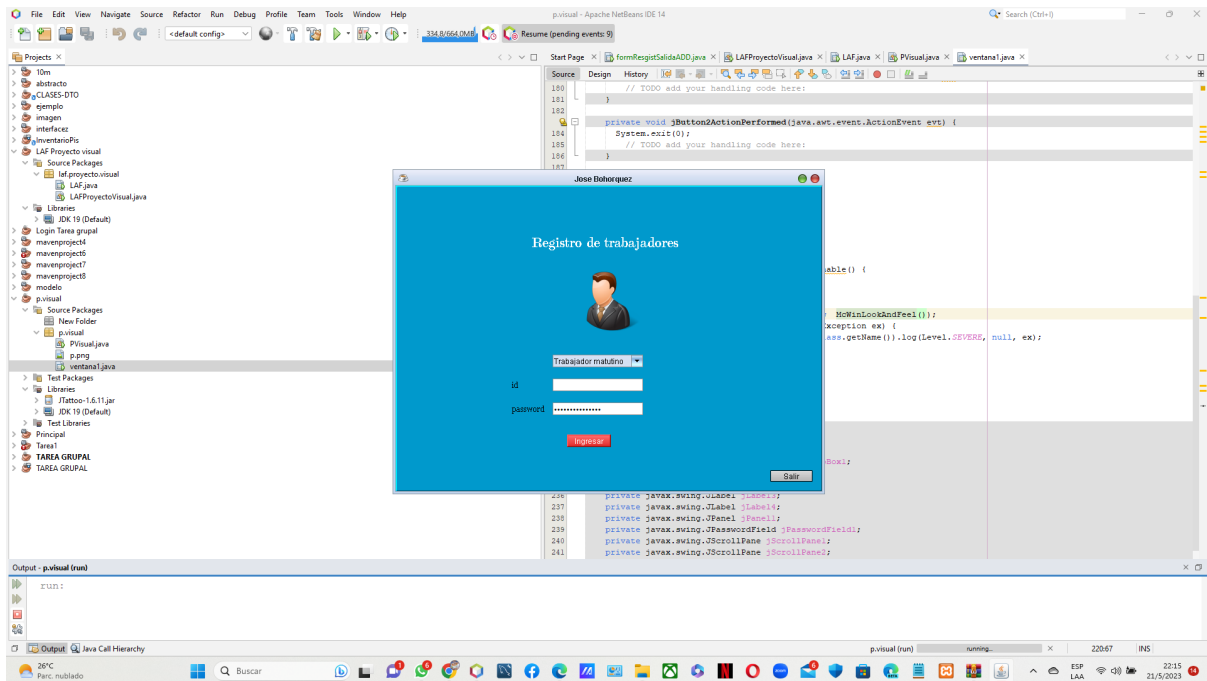 File Edit View Navigate Source Refactor Run Debug Profile Team Tools Window Help
p.visual - Apache NetBeans IDE 14
Search (Ctrl+I)
<default config>
334,8/664,0MB
Resume (pending events: 9)
Projects
Start Page
formResgistSalidaADD.java
LAFProyectoVisual.java
LAF.java
PVisual.java
ventana1.java
Source Design History
10m
abstracto
CLASES-DTO
ejemplo
imagen
interfacez
InventarioPis
LAF Proyecto visual
Source Packages
laf.proyecto.visual
LAF.java
LAFProyectoVisual.java
Libraries
JDK 19 (Default)
Login Tarea grupal
mavenproject4
mavenproject6
mavenproject7
mavenproject8
modelo
p.visual
Source Packages
New Folder
p.visual
PVisual.java
p.png
ventana1.java
Test Packages
Libraries
JTattoo-1.6.11.jar
JDK 19 (Default)
Test Libraries
Principal
Tarea1
TAREA GRUPAL
TAREA GRUPAL
180 // TODO add your handling code here:
181 }
182
private void jButton2ActionPerformed(java.awt.event.ActionEvent evt) {
184 System.exit(0);
185 // TODO add your handling code here:
186 }
187
able() {
McWinLookAndFeel());
xception ex) {
ass.getName()).log(Level.SEVERE, null, ex);
Box1;
236 private javax.swing.JLabel jLabel3;
237 private javax.swing.JLabel jLabel4;
238 private javax.swing.JPanel jPanel1;
239 private javax.swing.JPasswordField jPasswordField1;
240 private javax.swing.JScrollPane jScrollPane1;
241 private javax.swing.JScrollPane jScrollPane2;
Jose Bohorquez
Registro de trabajadores
Trabajador matutino
id
password
Ingresar
Salir
Output - p.visual (run)
run:
Output Java Call Hierarchy
p.visual (run) running...
220:67 INS
26°C
Parc. nublado
Buscar
ESP
LAA
22:15
21/5/2023
14